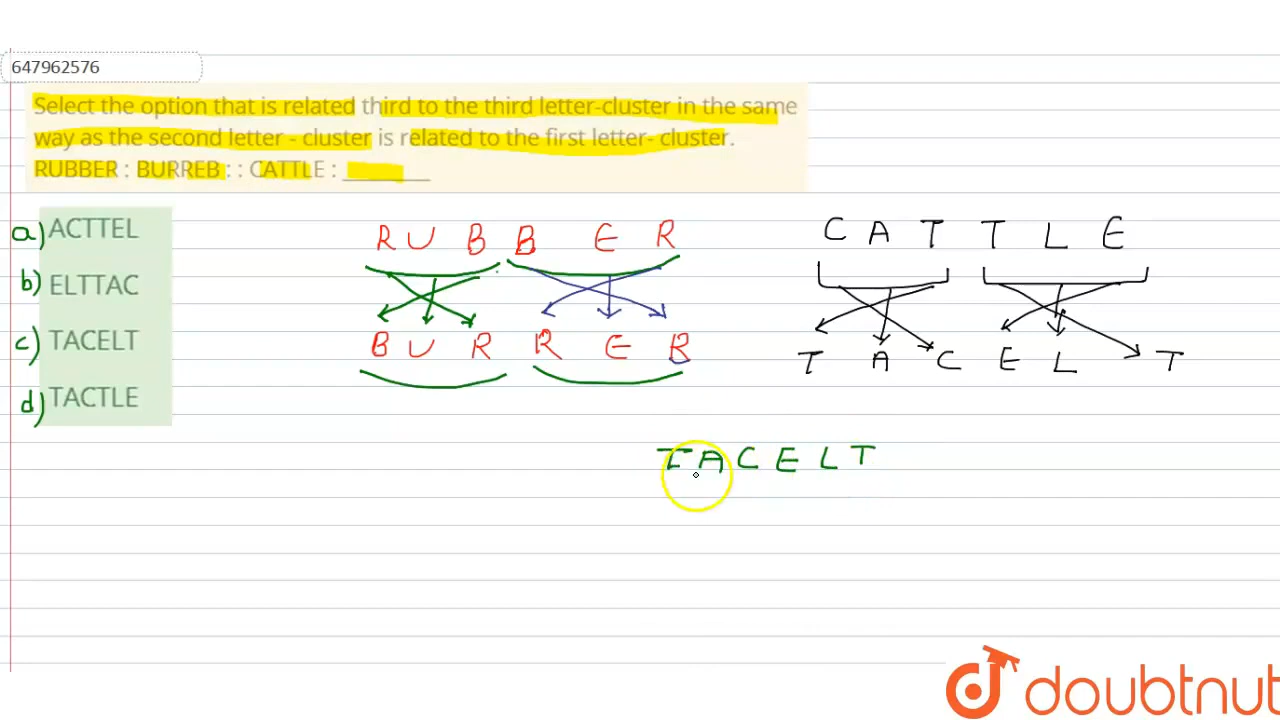 647962576
Select the option that is related third to the third letter-cluster in the same
way as the second letter - cluster is related to the first letter- cluster.
RUBBER : BURREB : : CATTLE : ________
a) ACTTEL
b) ELTTAC
c) TACELT
d) TACTLE
R U B B E R
B U R R E B
C A T T L E
T A C E L T
T A C E L T
doubtnut